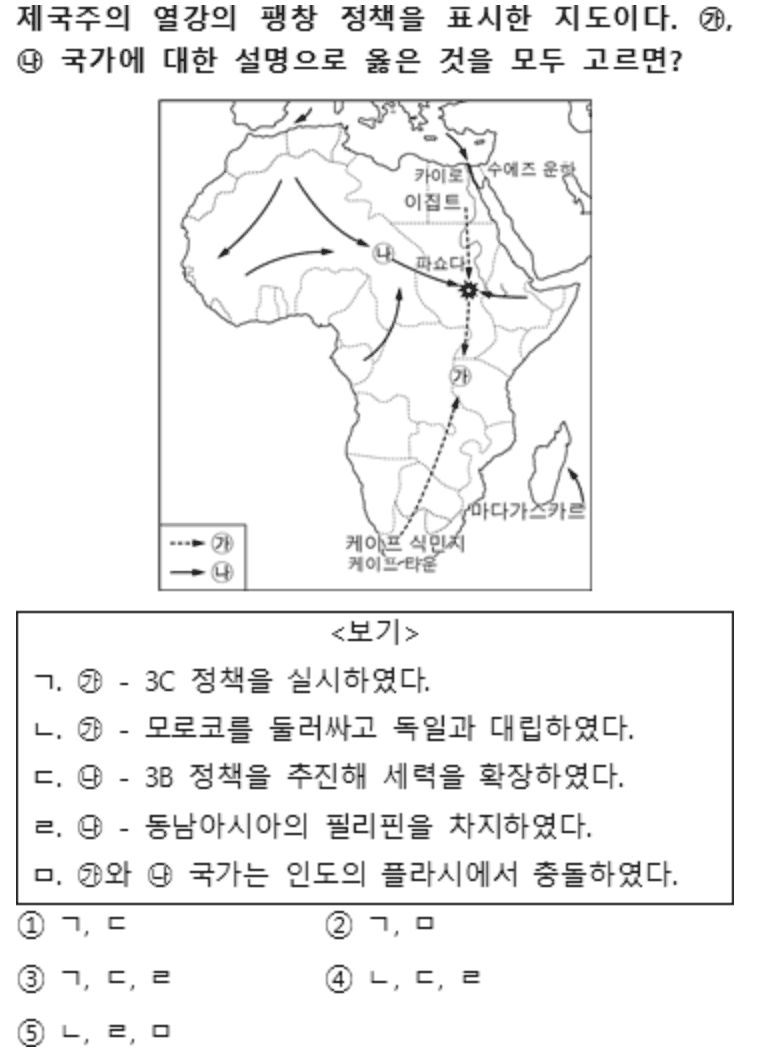 제국주의 열강의 팽창 정책을 표시한 지도이다. ㉮,
㉯ 국가에 대한 설명으로 옳은 것을 모두 고르면?
카이로
수에즈 운하
이집트
㉯
파쇼다
㉮
마다가스카르
케이프 식민지
케이프타운
㉮
㉯
<보기>
ㄱ. ㉮ - 3C 정책을 실시하였다.
ㄴ. ㉮ - 모로코를 둘러싸고 독일과 대립하였다.
ㄷ. ㉯ - 3B 정책을 추진해 세력을 확장하였다.
ㄹ. ㉯ - 동남아시아의 필리핀을 차지하였다.
ㅁ. ㉮와 ㉯ 국가는 인도의 플라시에서 충돌하였다.
① ㄱ, ㄷ
② ㄱ, ㅁ
③ ㄱ, ㄷ, ㄹ
④ ㄴ, ㄷ, ㄹ
⑤ ㄴ, ㄹ, ㅁ